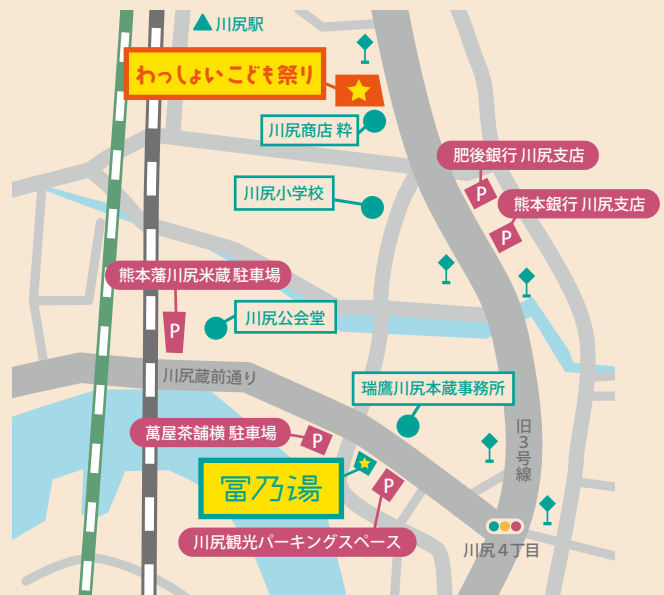 川尻駅
わっしょいこども祭り
川尻商店 粋
肥後銀行 川尻支店
P
川尻小学校
熊本銀行 川尻支店
P
熊本藩川尻米蔵 駐車場
P
川尻公会堂
川尻蔵前通り
瑞鷹川尻本蔵事務所
萬屋茶舗横 駐車場
P
旧3号線
冨乃湯
P
川尻観光パーキングスペース
川尻4丁目